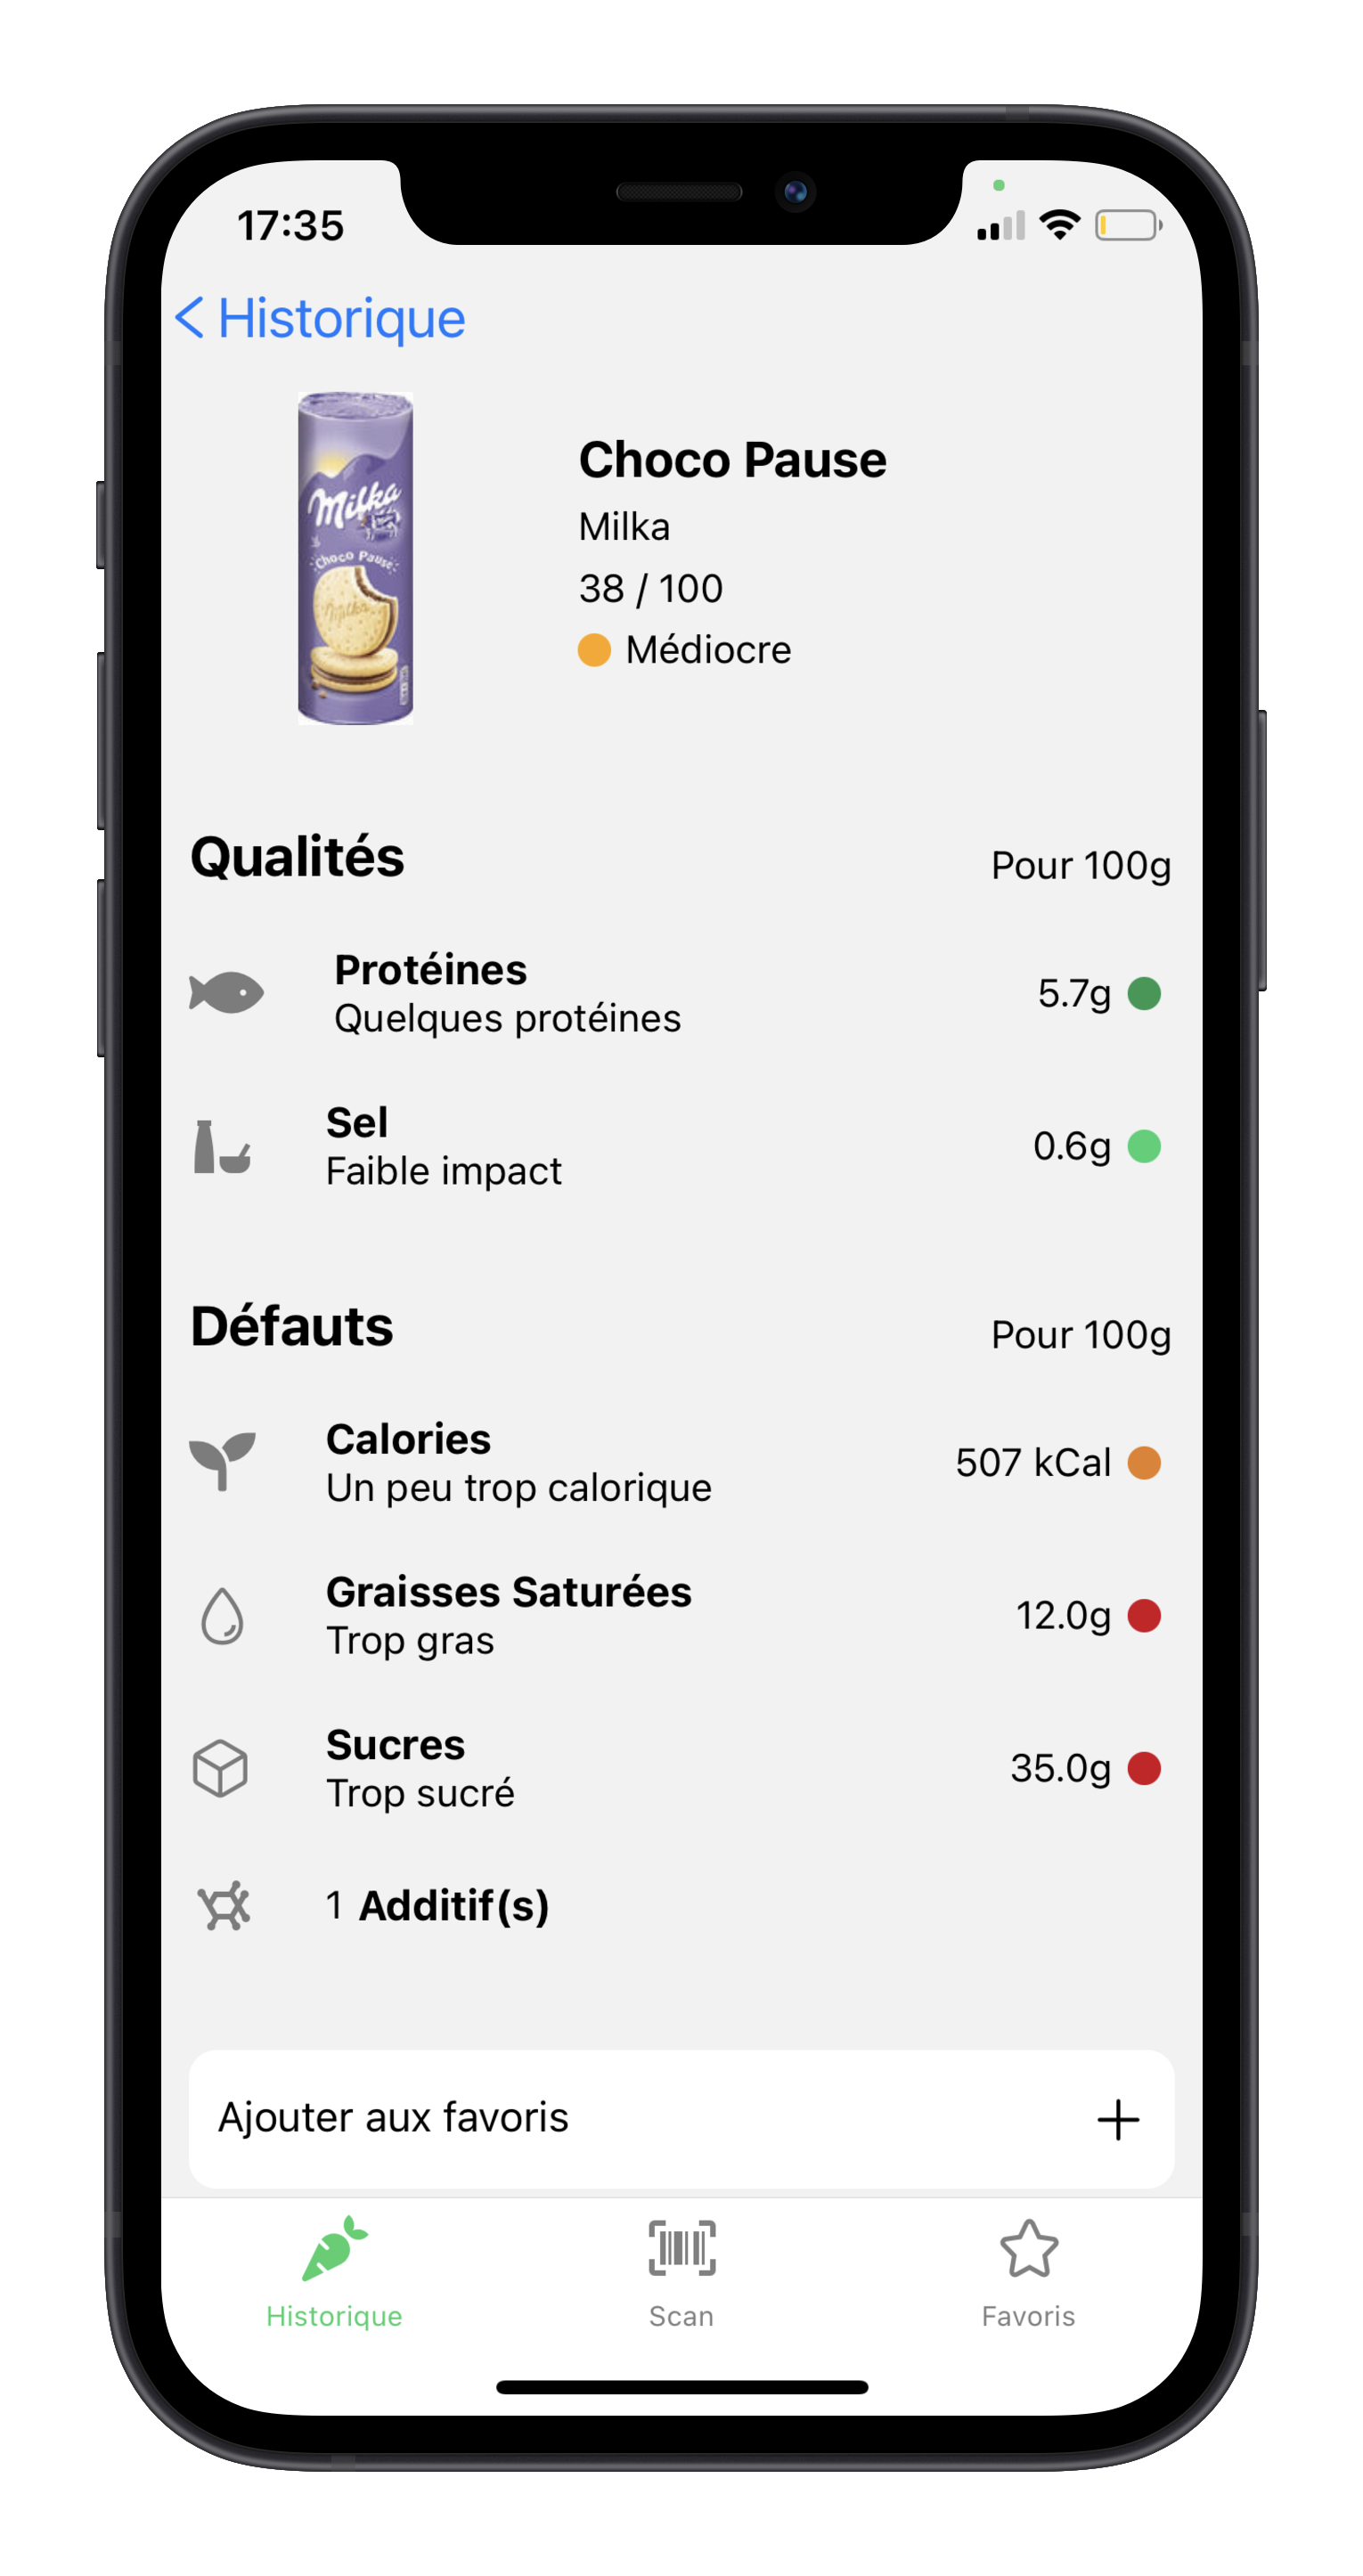 17:35
Historique
Milka
Choco Pause
Milka
Choco Pause
Milka
38 / 100
Médiocre
Qualités
Pour 100g
Protéines
Quelques protéines
5.7g
Sel
Faible impact
0.6g
Défauts
Pour 100g
Calories
Un peu trop calorique
507 kCal
Graisses Saturées
Trop gras
12.0g
Sucres
Trop sucré
35.0g
1 Additif(s)
Ajouter aux favoris
Historique
Scan
Favoris